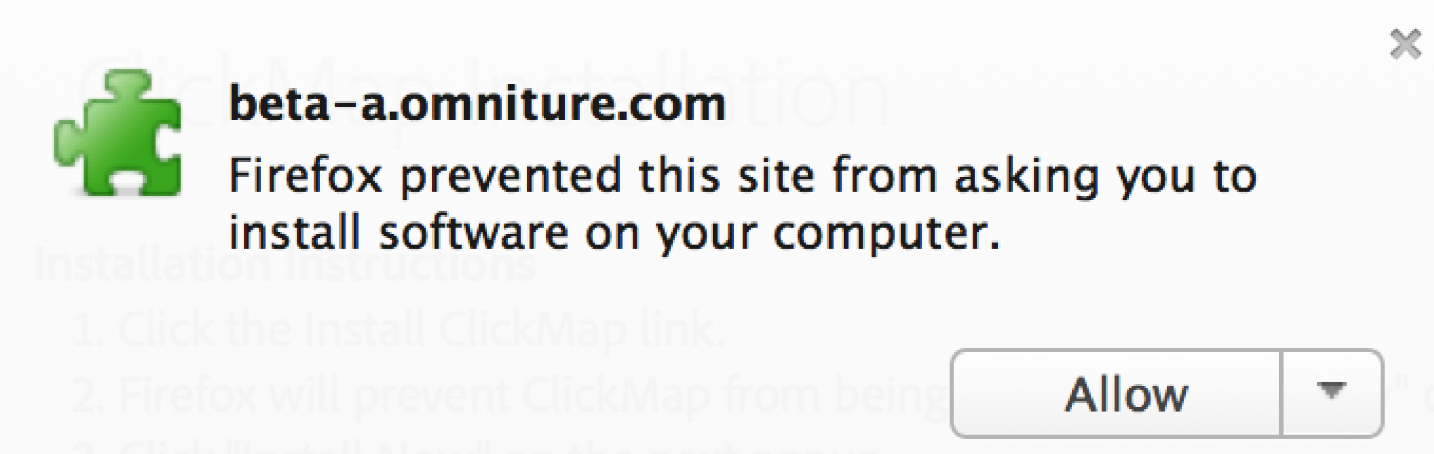 ClickMap Installation
beta-a.omniture.com
Firefox prevented this site from asking you to
install software on your computer.
Installation Instructions
1. Click the Install ClickMap link.
2. Firefox will prevent ClickMap from being
Allow
3. Click "Install Now" on the next popup